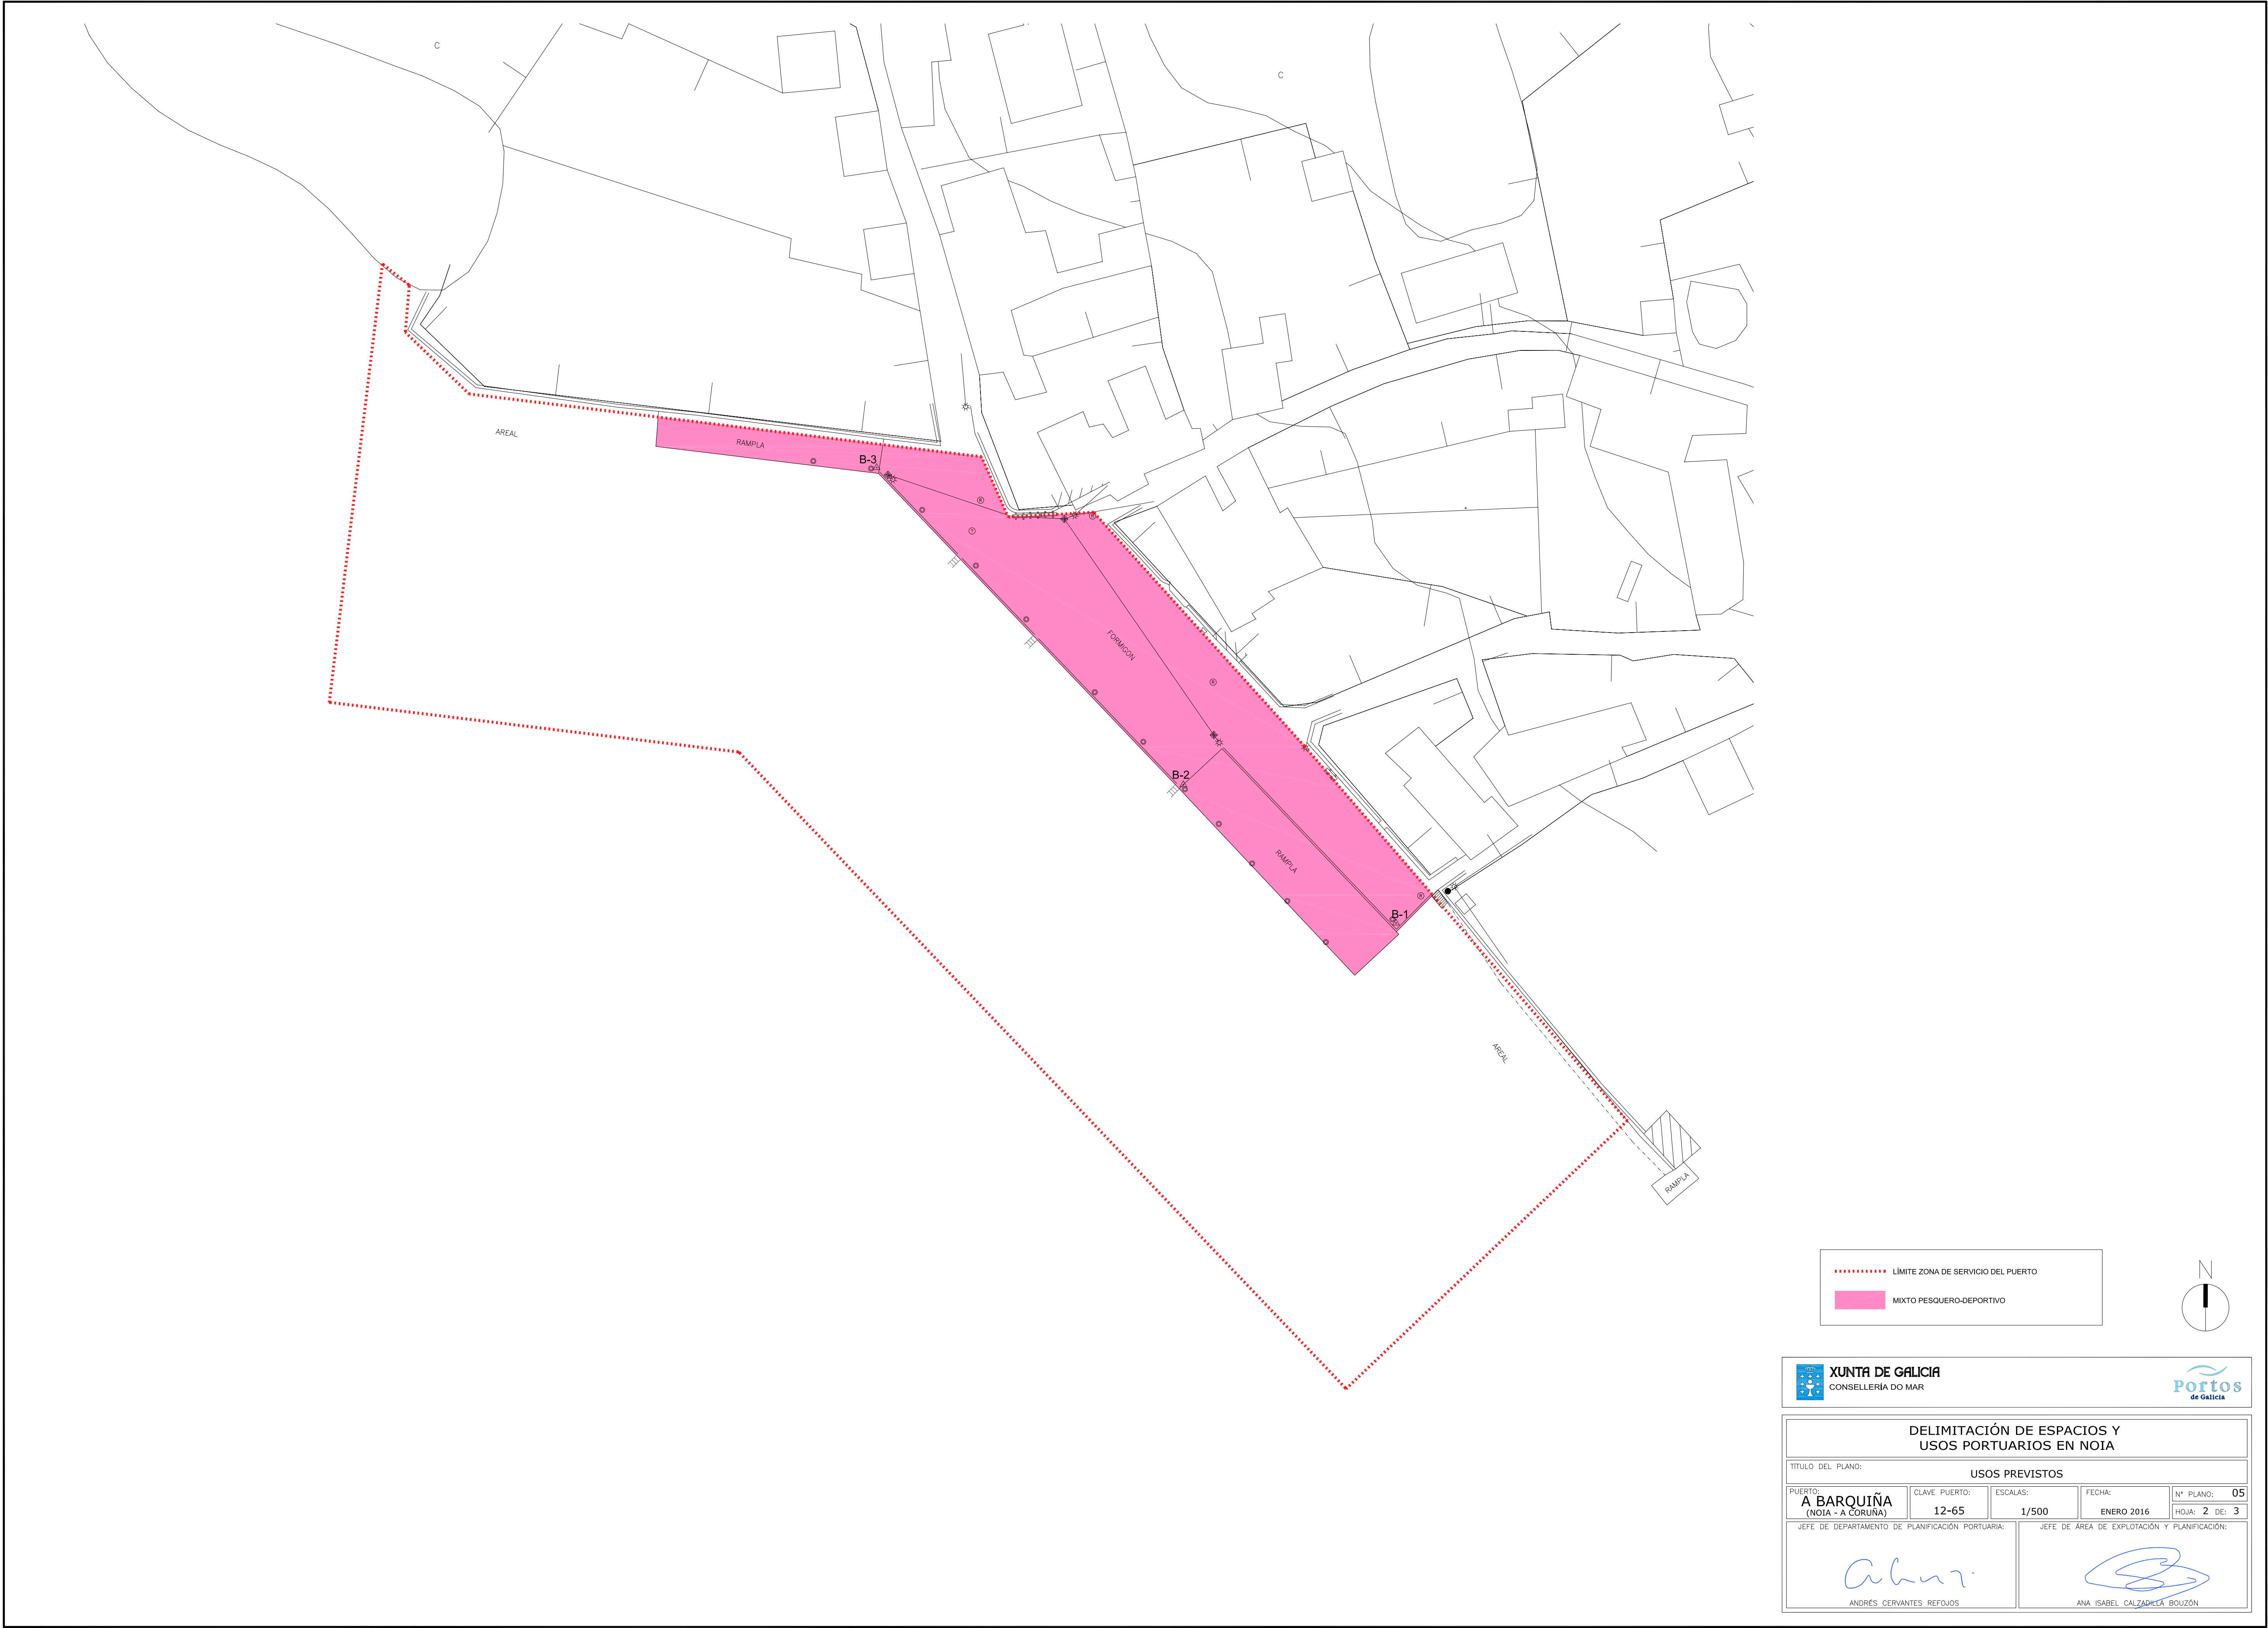 C
C
AREAL
RAMPLA
B-3
FORMIGON
B-2
RAMPLA
B-1
AREAL
RAMPLA
LÍMITE ZONA DE SERVICIO DEL PUERTO
MIXTO PESQUERO-DEPORTIVO
N
XUNTA DE GALICIA
CONSELLERÍA DO MAR
Portos
de Galicia
DELIMITACIÓN DE ESPACIOS Y
USOS PORTUARIOS EN NOIA
TÍTULO DEL PLANO:
USOS PREVISTOS
PUERTO:
A BARQUIÑA
(NOIA - A CORUÑA)
CLAVE PUERTO:
12-65
ESCALAS:
1/500
FECHA:
ENERO 2016
Nº PLANO: 05
HOJA: 2 DE: 3
JEFE DE DEPARTAMENTO DE PLANIFICACIÓN PORTUARIA:
ANDRÉS CERVANTES REFOJOS
JEFE DE ÁREA DE EXPLOTACIÓN Y PLANIFICACIÓN:
ANA ISABEL CALZADILLA BOUZÓN